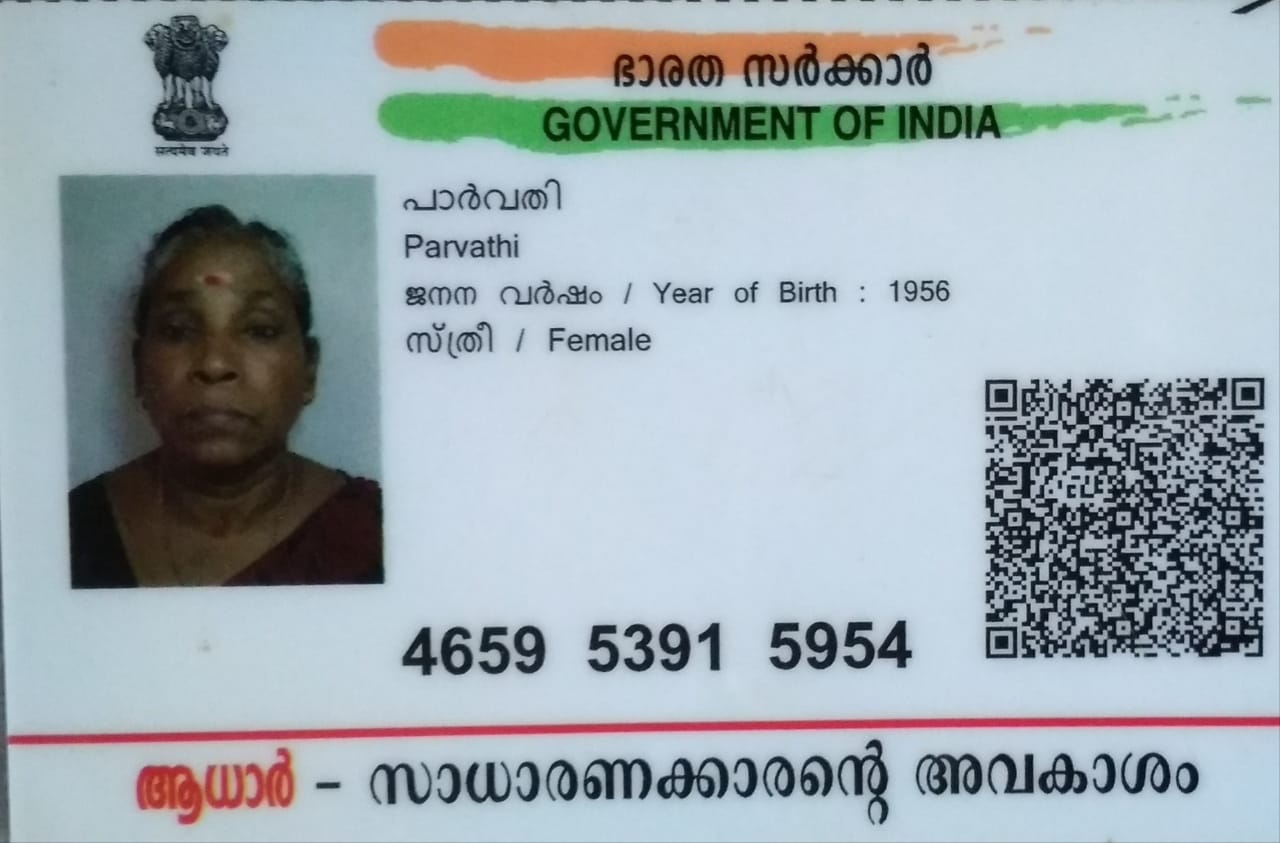 सत्यमेव जयते
ഭാരത സർക്കാർ
GOVERNMENT OF INDIA
പാർവതി
Parvathi
ജനന വർഷം / Year of Birth : 1956
സ്ത്രീ / Female
4659 5391 5954
ആധാർ – സാധാരണക്കാരന്റെ അവകാശം